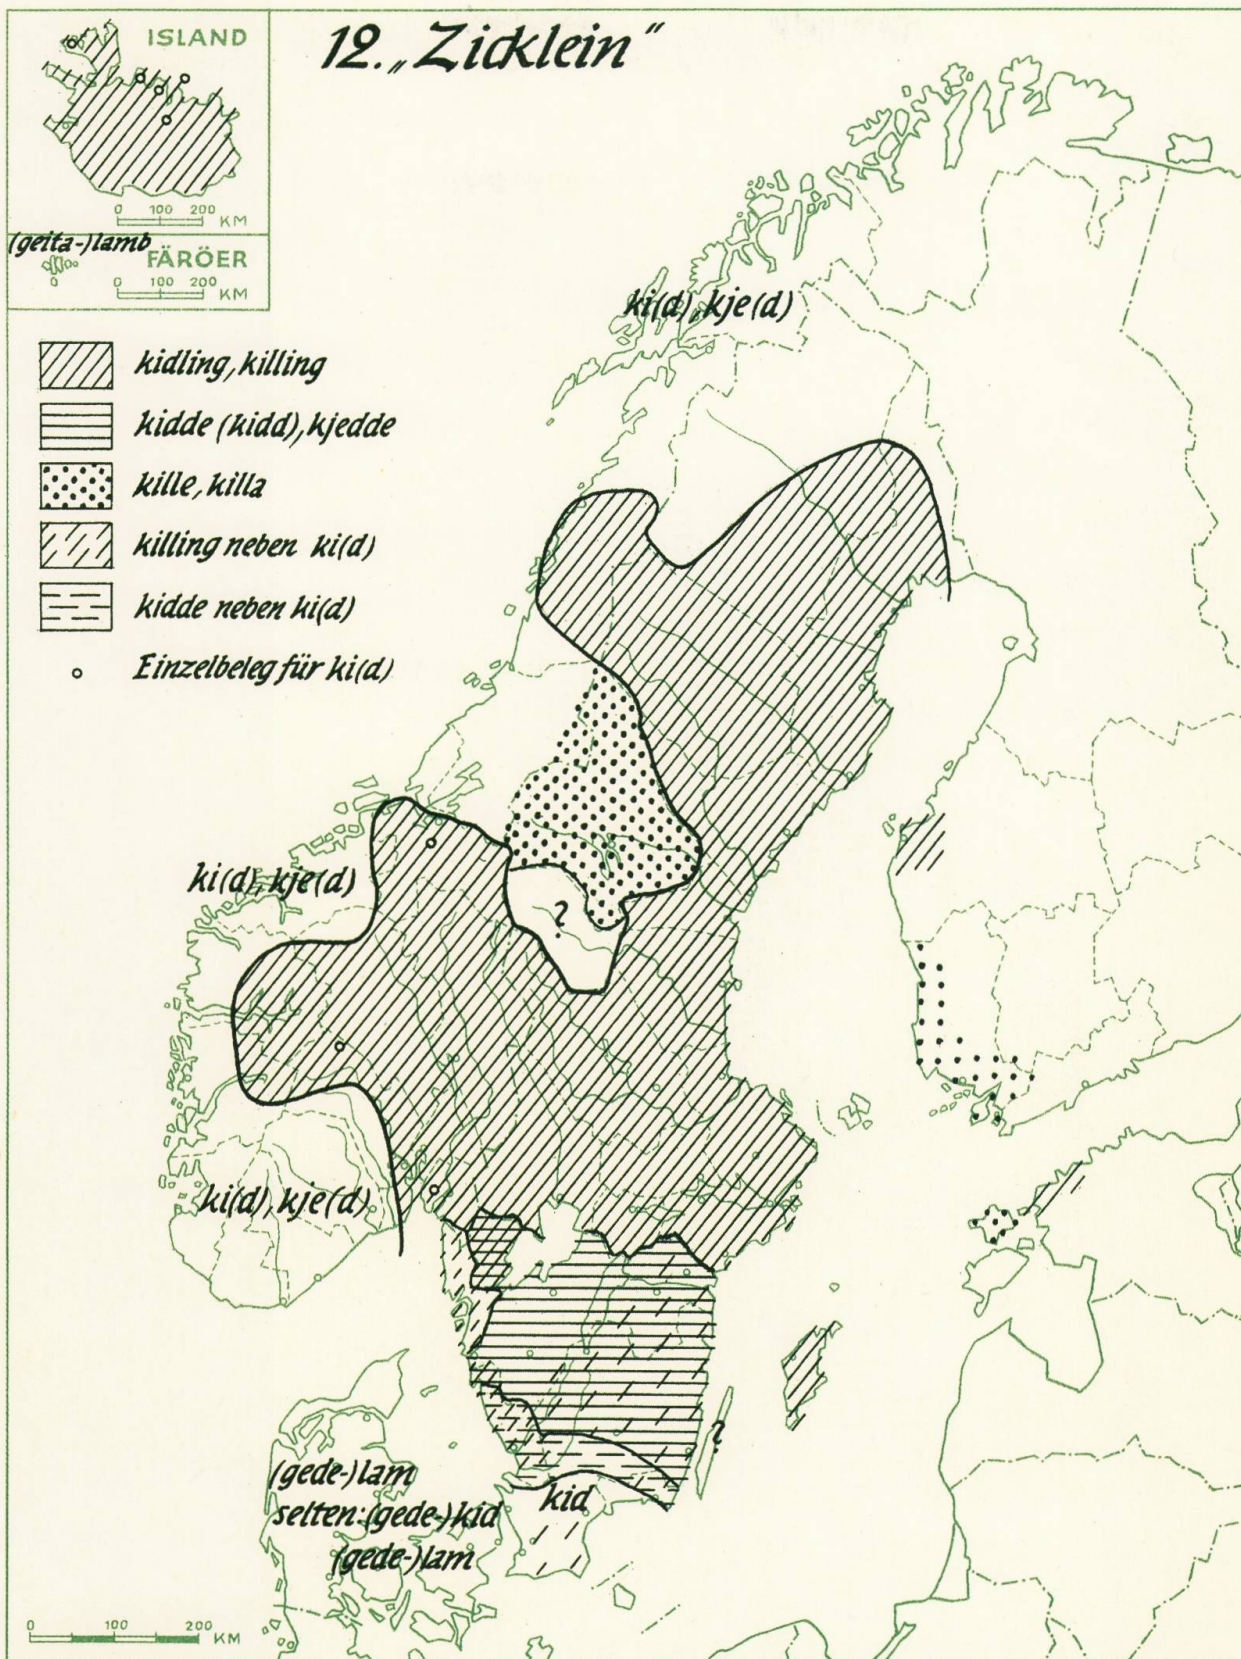 12. „Zicklein“
ISLAND
0 100 200
KM
(geita-)lamb
FÄRÖER
0 100 200
KM
kidling, killing
kidde (kidd), kjedde
kille, killa
killing neben ki(d)
kidde neben ki(d)
Einzelbeleg für ki(d)
ki(d), kje(d)
ki(d), kje(d)
?
ki(d), kje(d)
?
(gede-)lam
selten: (gede-)kid
(gede-)lam
kid
0 100 200
KM